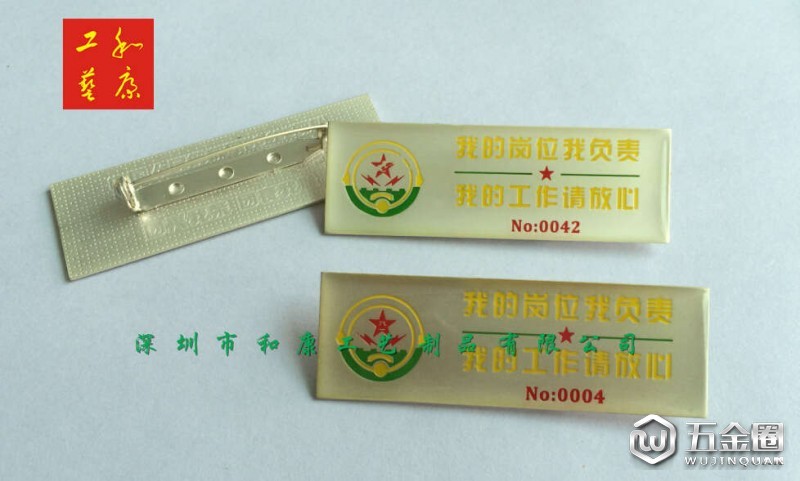 和康
工藝
我的岗位我负责
我的工作请放心
No:0042
我的岗位我负责
深圳市和康工艺制品有限公司
我的工作请放心
No:0004
五金圈
WUJINQUAN